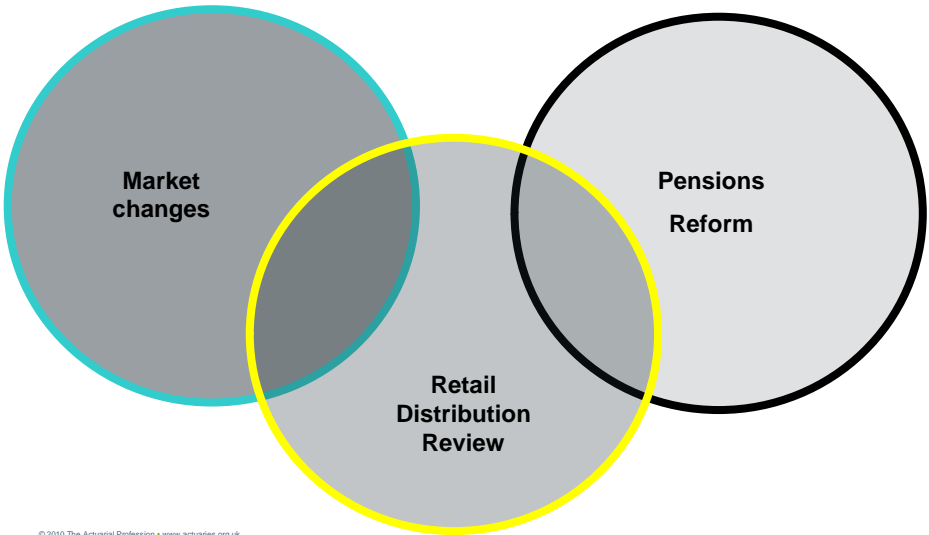 Market
changes
Pensions
Reform
Retail
Distribution
Review
© 2010 The Actuarial Profession • www.actuaries.org.uk